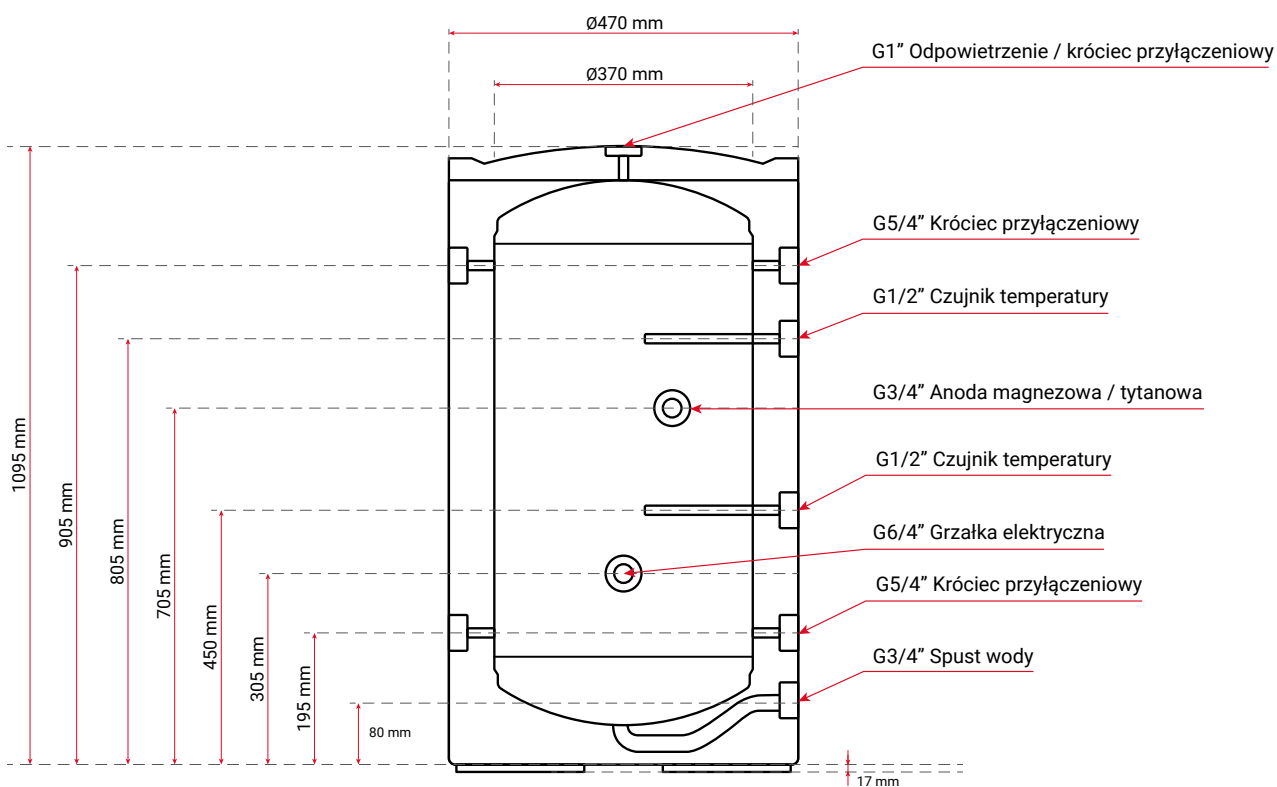 Ø470 mm
G1” Odpowietrzenie / króciec przyłączeniowy
Ø370 mm
G5/4” Króciec przyłączeniowy
G1/2” Czujnik temperatury
G3/4” Anoda magnezowa / tytanowa
G1/2” Czujnik temperatury
G6/4” Grzałka elektryczna
G5/4” Króciec przyłączeniowy
G3/4” Spust wody
1095 mm
905 mm
805 mm
705 mm
450 mm
305 mm
195 mm
80 mm
17 mm